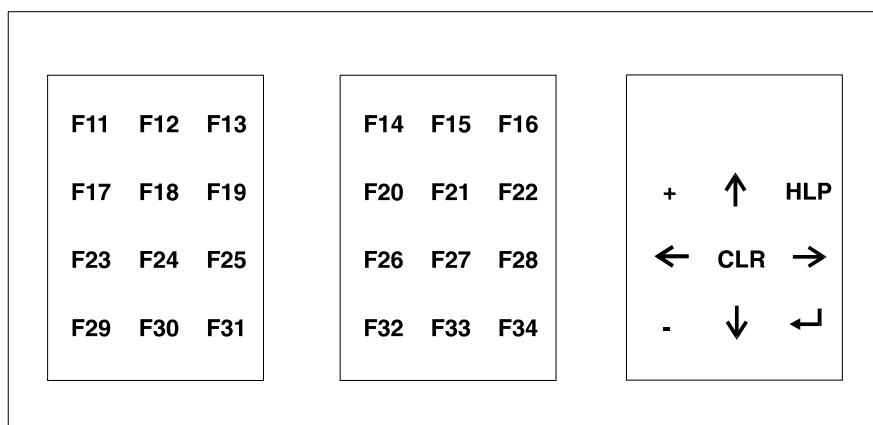 F11 F12 F13 F14 F15 F16
F17 F18 F19 F20 F21 F22 + ↑ HLP
F23 F24 F25 F26 F27 F28 ← CLR →
F29 F30 F31 F32 F33 F34 - ↓ ↵